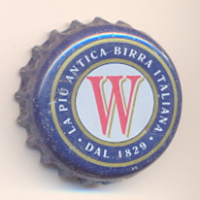 · LA PIÙ ANTICA BIRRA ITALIANA ·
W
DAL 1829